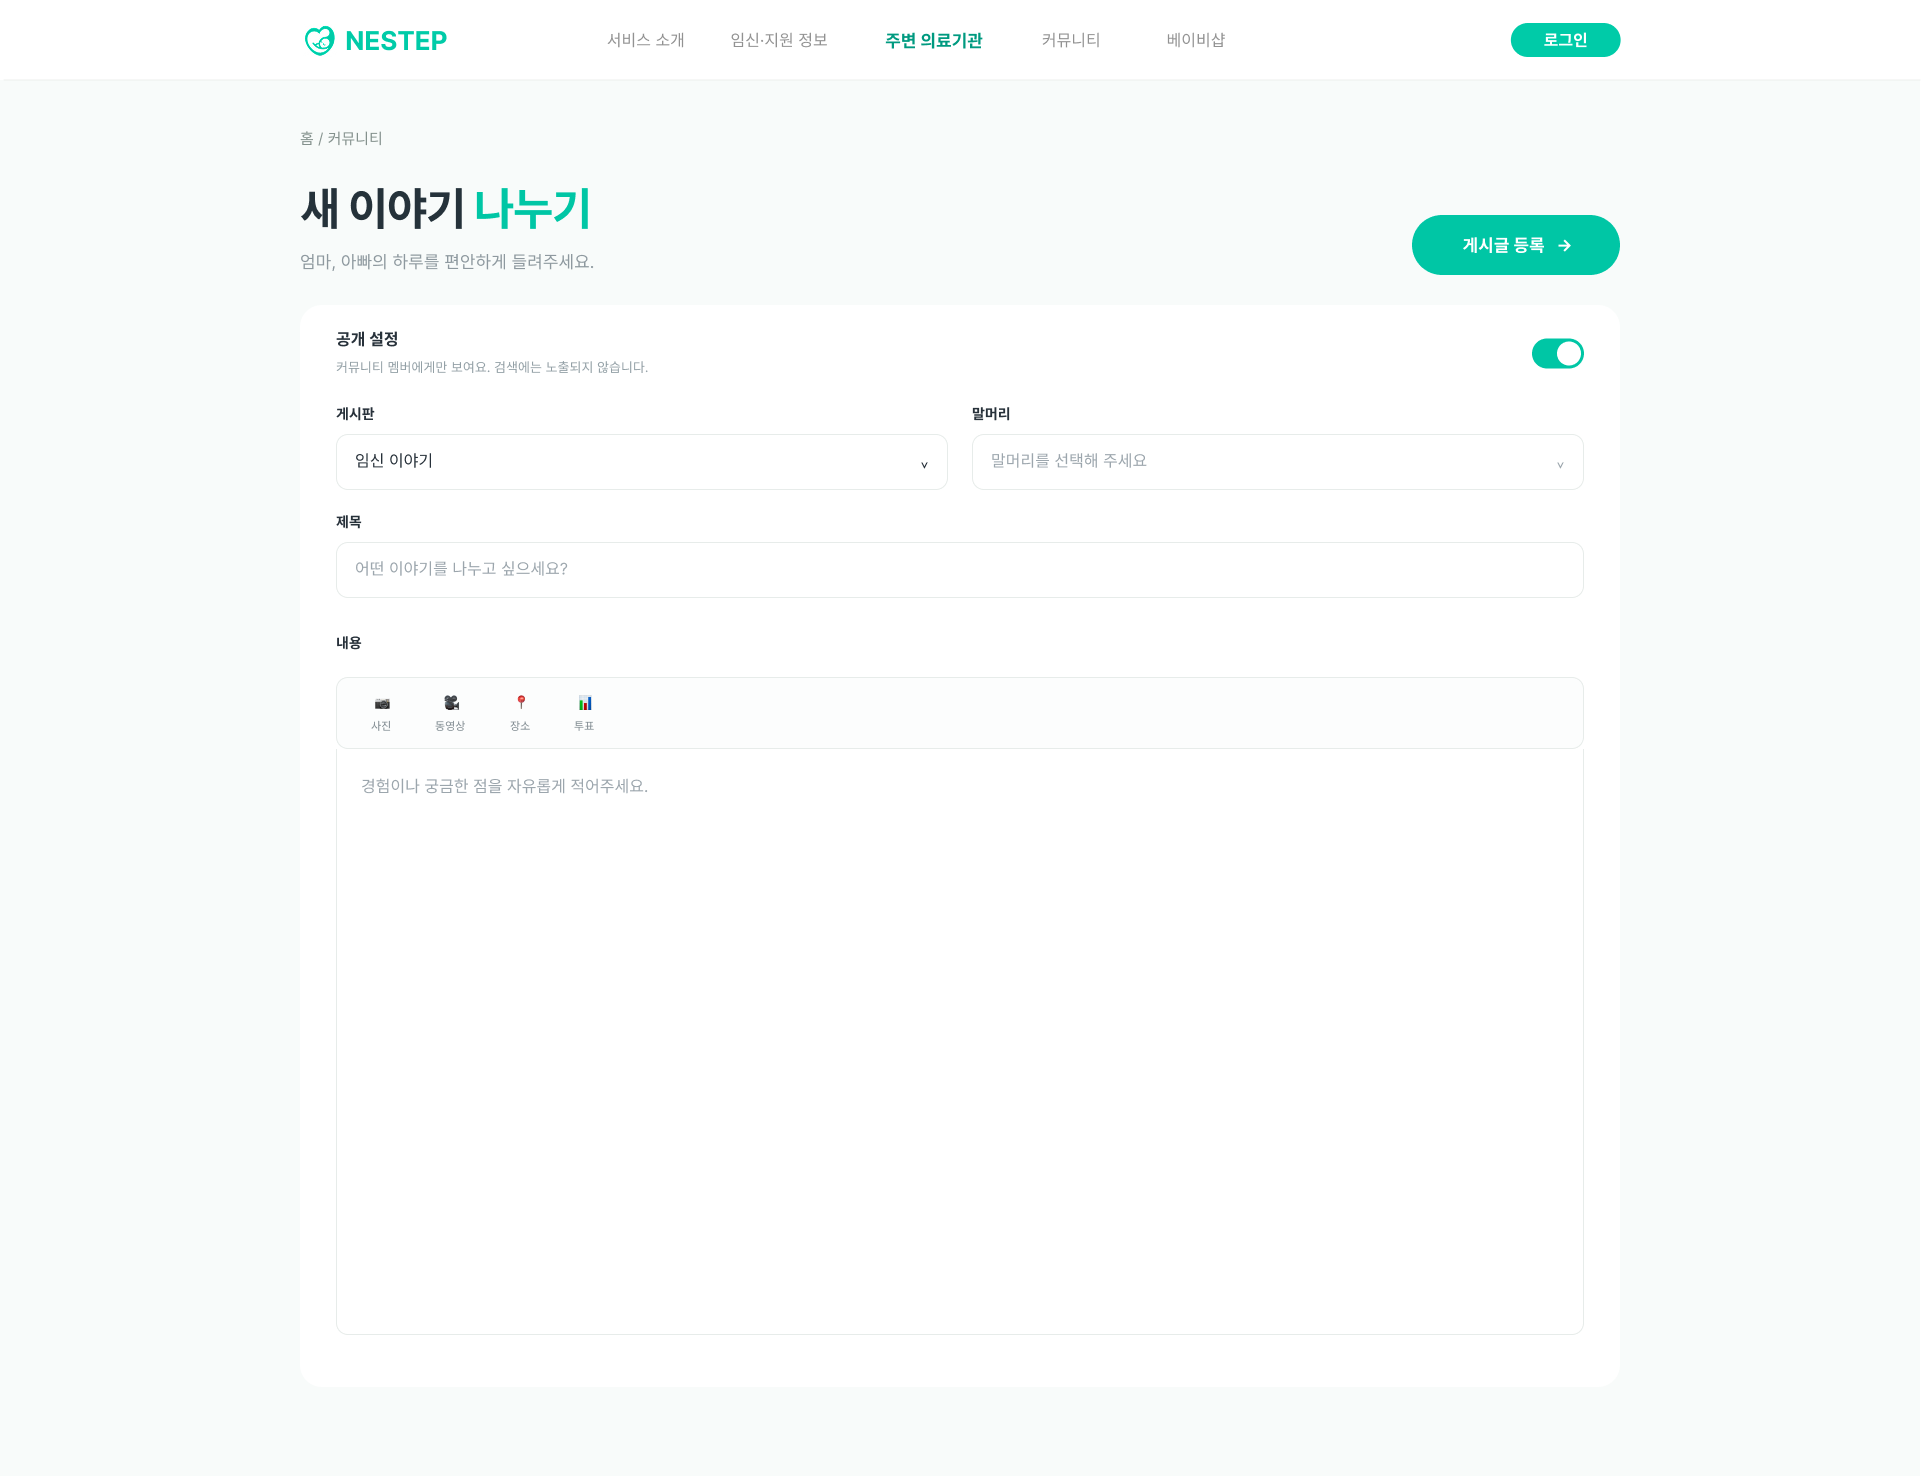 NESTEP
서비스 소개
임신·지원 정보
주변 의료기관
커뮤니티
베이비샵
로그인
홈 / 커뮤니티
새 이야기 나누기
엄마, 아빠의 하루를 편안하게 들려주세요.
게시글 등록 →
공개 설정
커뮤니티 멤버에게만 보여요. 검색에는 노출되지 않습니다.
게시판
임신 이야기
말머리
말머리를 선택해 주세요
제목
어떤 이야기를 나누고 싶으세요?
내용
사진
동영상
장소
투표
경험이나 궁금한 점을 자유롭게 적어주세요.